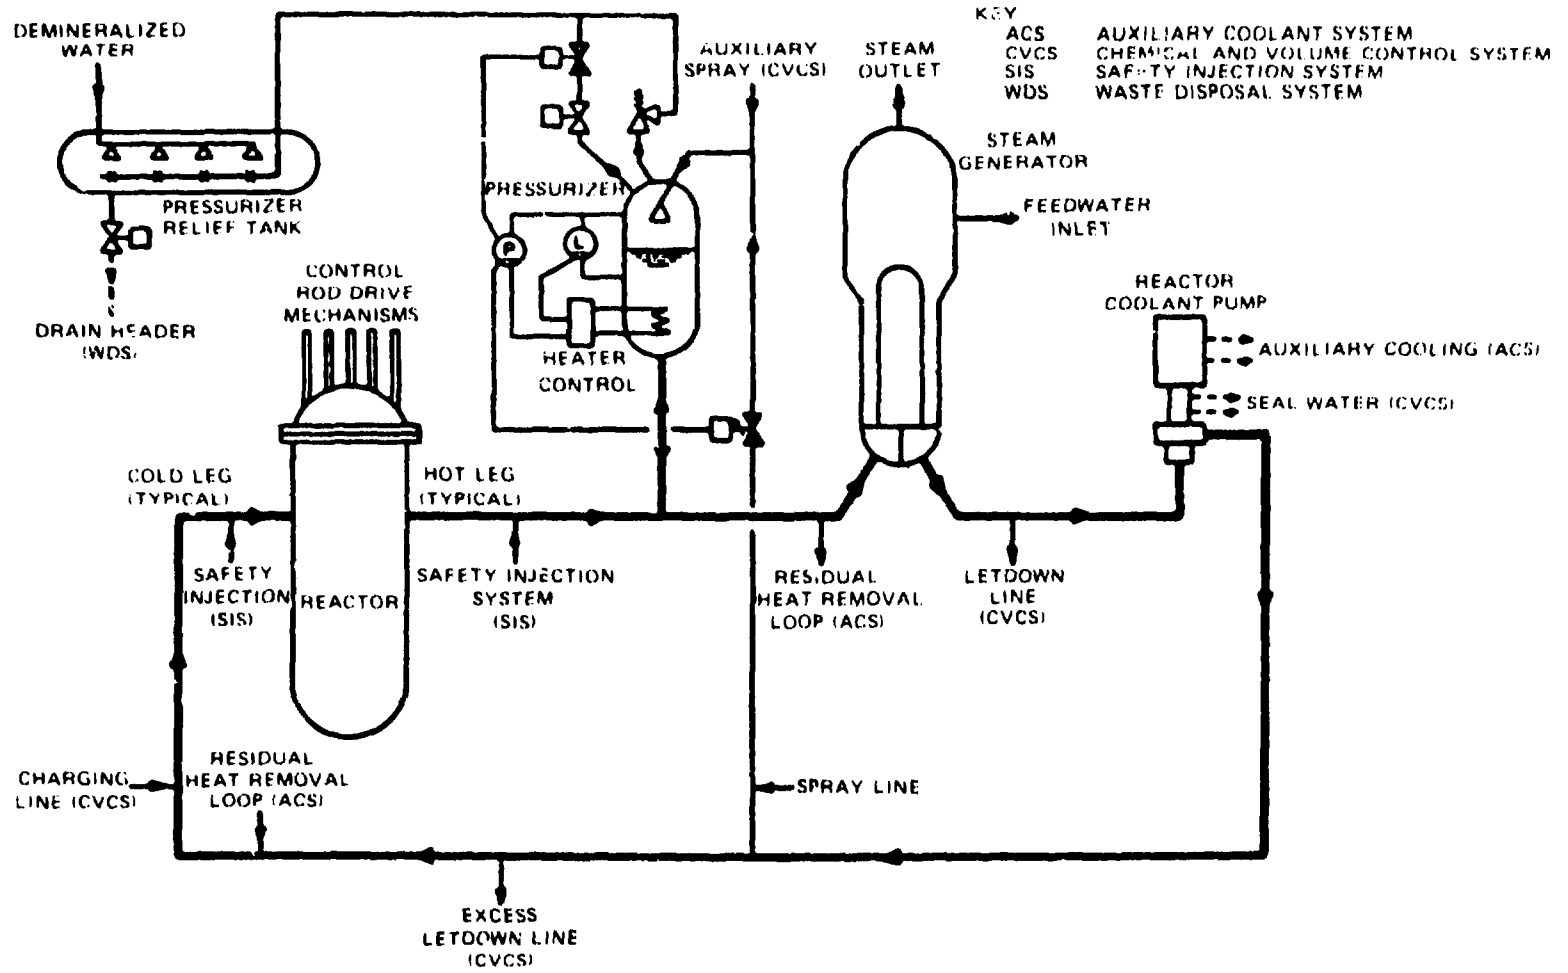 KEY
ACS AUXILIARY COOLANT SYSTEM
CVCS CHEMICAL AND VOLUME CONTROL SYSTEM
SIS SAFETY INJECTION SYSTEM
WDS WASTE DISPOSAL SYSTEM
DEMINERALIZED
WATER
AUXILIARY
SPRAY (CVCS)
STEAM
OUTLET
STEAM
GENERATOR
PRESSURIZER
PRESSURIZER
RELIEF TANK
FEEDWATER
INLET
P
L
CONTROL
ROD DRIVE
MECHANISMS
REACTOR
COOLANT PUMP
DRAIN HEADER
(WDS)
HEATER
CONTROL
AUXILIARY COOLING (ACS)
SEAL WATER (CVCS)
COLD LEG
(TYPICAL)
HOT LEG
(TYPICAL)
SAFETY
INJECTION
(SIS)
REACTOR
SAFETY INJECTION
SYSTEM
(SIS)
RESIDUAL
HEAT REMOVAL
LOOP (ACS)
LETDOWN
LINE
(CVCS)
RESIDUAL
HEAT REMOVAL
LOOP (ACS)
CHARGING
LINE (CVCS)
SPRAY LINE
EXCESS
LETDOWN LINE
(CVCS)